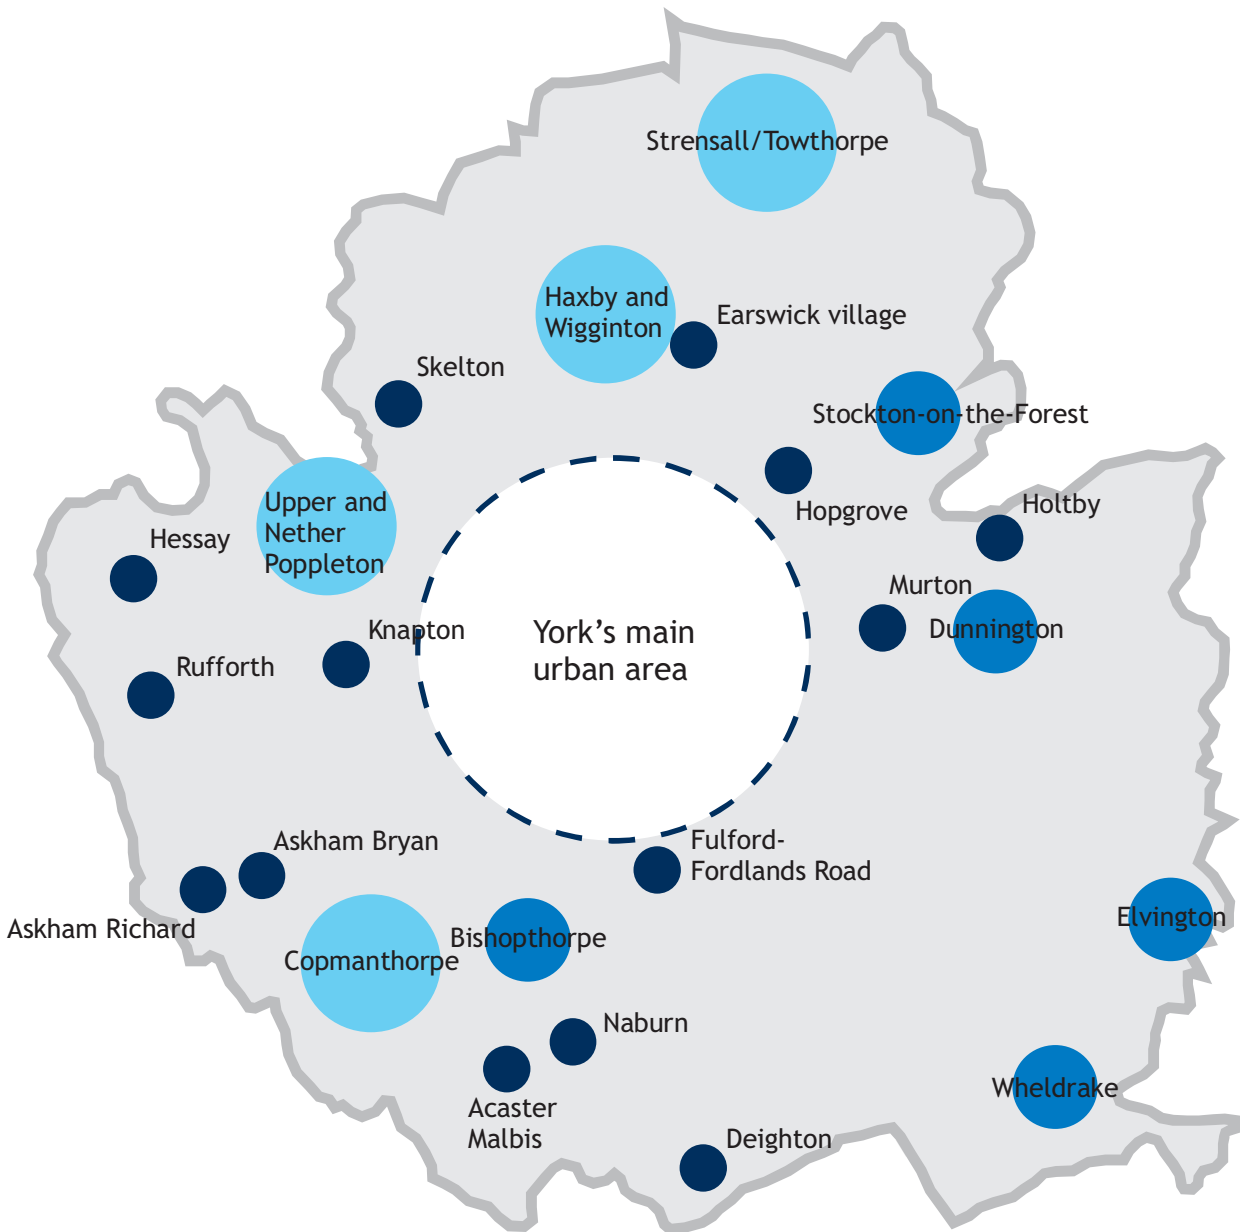 Strensall/Towthorpe
Haxby and
Wigginton
Earswick village
Skelton
Stockton-on-the-Forest
Upper and
Nether
Poppleton
Hopgrove
Holtby
Hessay
Murton
Knapton
York’s main
urban area
Dunnington
Rufforth
Askham Bryan
Fulford-
Fordlands Road
Askham Richard
Elvington
Bishopthorpe
Copmanthorpe
Naburn
Wheldrake
Acaster
Malbis
Deighton